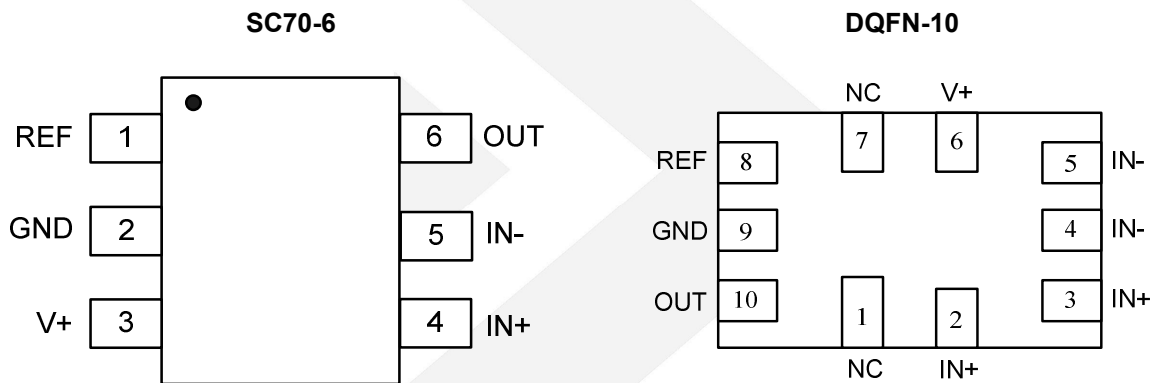 SC70-6
REF 1 6 OUT
GND 2 5 IN-
V+ 3 4 IN+
DQFN-10
NC V+
7 6
REF 8 5 IN-
GND 9 4 IN-
OUT 10 3 IN+
1 2
NC IN+